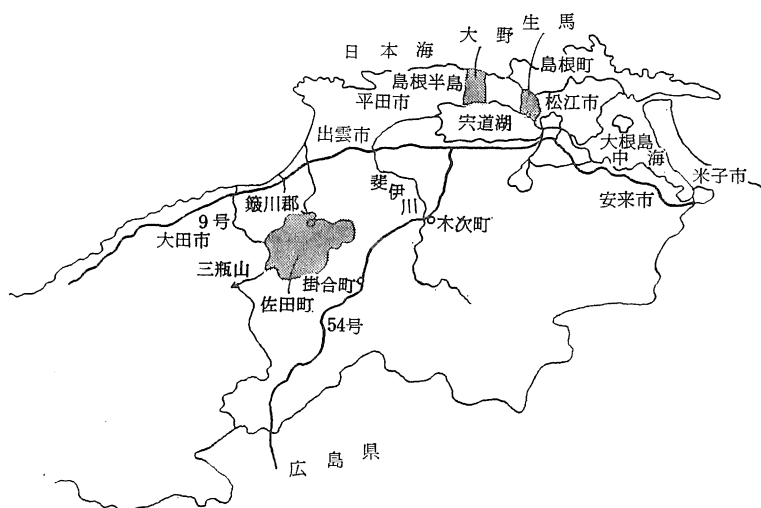 日本海
大野
生馬
島根町
島根半島
平田市
宍道湖
松江市
出雲市
大根島
中海
米子市
斐伊川
安来市
簸川郡
9号
大田市
木次町
三瓶山
掛合町
佐田町
54号
広島県